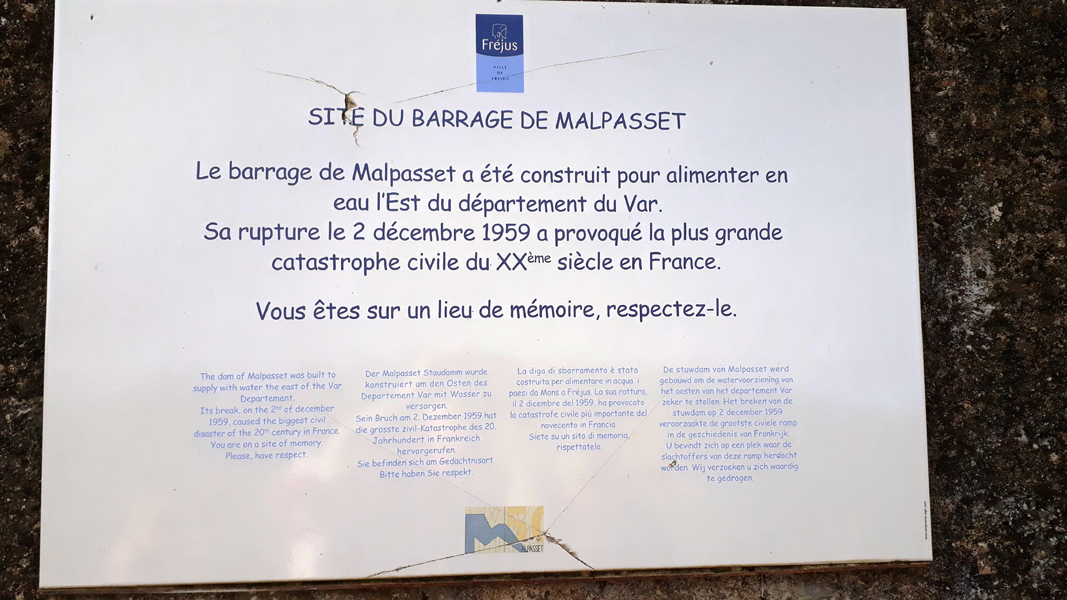 Fréjus
VILLE
DE
FREJUS
SITE DU BARRAGE DE MALPASSET
Le barrage de Malpasset a été construit pour alimenter en
eau l'Est du département du Var.
Sa rupture le 2 décembre 1959 a provoqué la plus grande
catastrophe civile du XXème siècle en France.
Vous êtes sur un lieu de mémoire, respectez-le.
The dam of Malpasset was built to
supply with water the east of the Var
Departement.
Its break, on the 2nd of december
1959, caused the biggest civil
disaster of the 20th century in France.
You are on a site of memory.
Please, have respect.
Der Malpasset Staudamm wurde
konstruiert um den Osten des
Departement Var mit Wasser zu
versorgen.
Sein Bruch am 2. Dezember 1959 hat
die grosste zivil-Katastrophe des 20.
Jahrhundert in Frankreich
hervorgerufen.
Sie befinden sich am Gedachtnisort.
Bitte haben Sie respekt.
La digo di sbarramento è stata
costruita per alimentare in acqua i
paesi da Mons a Fréjus. La sua rottura,
il 2 dicembre del 1959, ha provocato
la catastrofe civile più importante del
novecento in Francia.
Siete su un sito di memoria,
rispettatelo.
De stuwdam van Malpasset werd
gebouwd om de watervoorziening van
het oosten van het departement Var
zeker te stellen. Het breken van de
stuwdam op 2 december 1959
veroorzaakte de grootste civiele ramp
in de geschiedenis van Frankrijk.
U bevindt zich op een plek waar de
slachtoffers van deze ramp herdacht
worden. Wij verzoeken u zich waardig
te gedragen.
MALPASSET